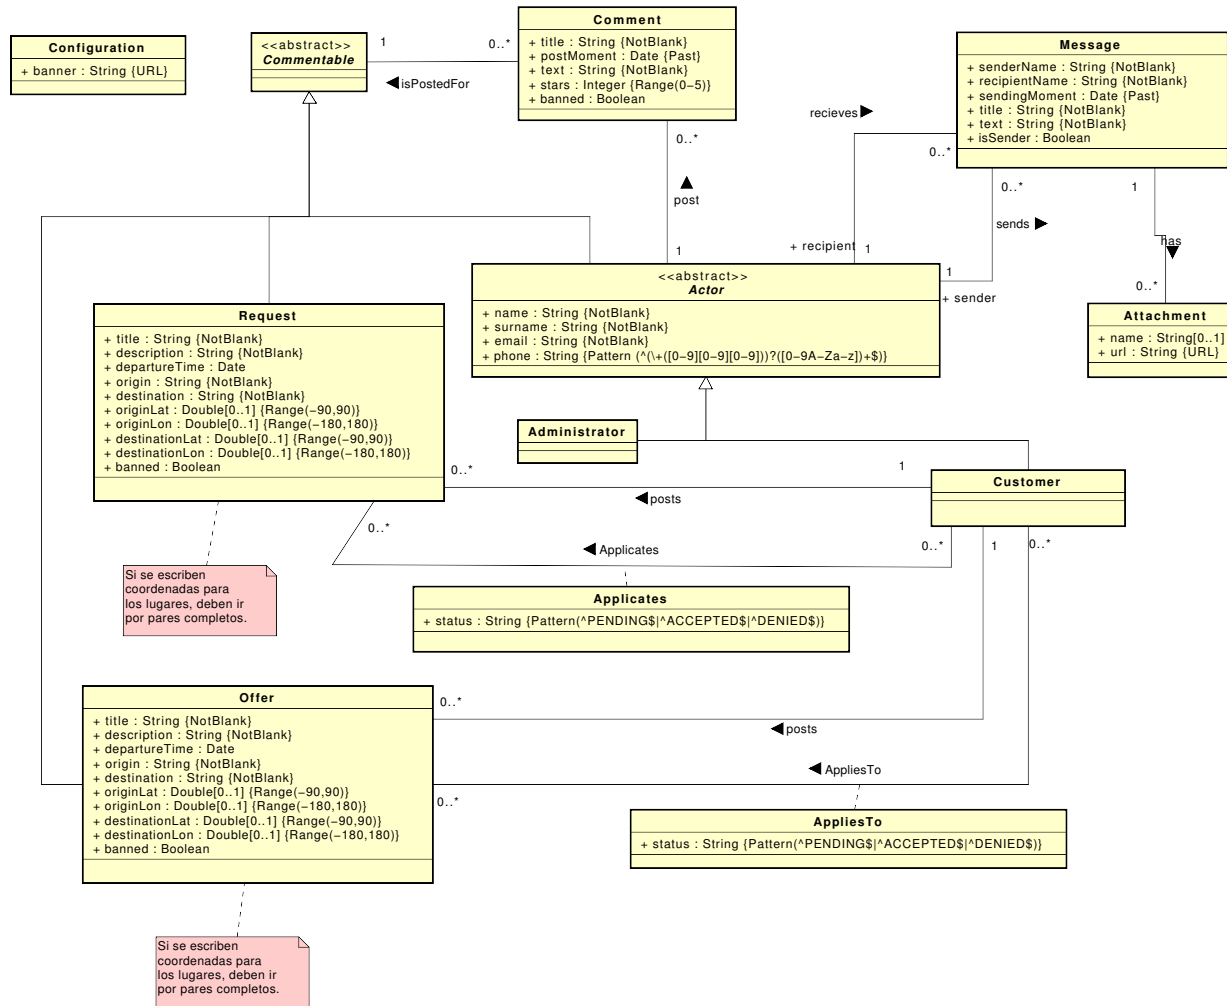 Configuration
+ banner : String {URL}
<<abstract>>
Commentable
1
0..*
isPostedFor
Comment
+ title : String {NotBlank}
+ postMoment : Date {Past}
+ text : String {NotBlank}
+ stars : Integer {Range(0−5)}
+ banned : Boolean
0..*
post
1
Message
+ senderName : String {NotBlank}
+ recipientName : String {NotBlank}
+ sendingMoment : Date {Past}
+ title : String {NotBlank}
+ text : String {NotBlank}
+ isSender : Boolean
recieves
0..*
+ recipient
1
0..*
sends
1
+ sender
1
has
0..*
Attachment
+ name : String[0..1]
+ url : String {URL}
<<abstract>>
Actor
+ name : String {NotBlank}
+ surname : String {NotBlank}
+ email : String {NotBlank}
+ phone : String {Pattern (^(\+([0−9][0−9][0−9]))?([0−9A−Za−z])+$)}
Request
+ title : String {NotBlank}
+ description : String {NotBlank}
+ departureTime : Date
+ origin : String {NotBlank}
+ destination : String {NotBlank}
+ originLat : Double[0..1] {Range(−90,90)}
+ originLon : Double[0..1] {Range(−180,180)}
+ destinationLat : Double[0..1] {Range(−90,90)}
+ destinationLon : Double[0..1] {Range(−180,180)}
+ banned : Boolean
Administrator
Customer
0..*
1
posts
0..*
Applicates
0..*
1
0..*
Si se escriben
coordenadas para
los lugares, deben ir
por pares completos.
Applicates
+ status : String {Pattern(^PENDING$|^ACCEPTED$|^DENIED$)}
Offer
+ title : String {NotBlank}
+ description : String {NotBlank}
+ departureTime : Date
+ origin : String {NotBlank}
+ destination : String {NotBlank}
+ originLat : Double[0..1] {Range(−90,90)}
+ originLon : Double[0..1] {Range(−180,180)}
+ destinationLat : Double[0..1] {Range(−90,90)}
+ destinationLon : Double[0..1] {Range(−180,180)}
+ banned : Boolean
0..*
posts
AppliesTo
0..*
AppliesTo
+ status : String {Pattern(^PENDING$|^ACCEPTED$|^DENIED$)}
Si se escriben
coordenadas para
los lugares, deben ir
por pares completos.